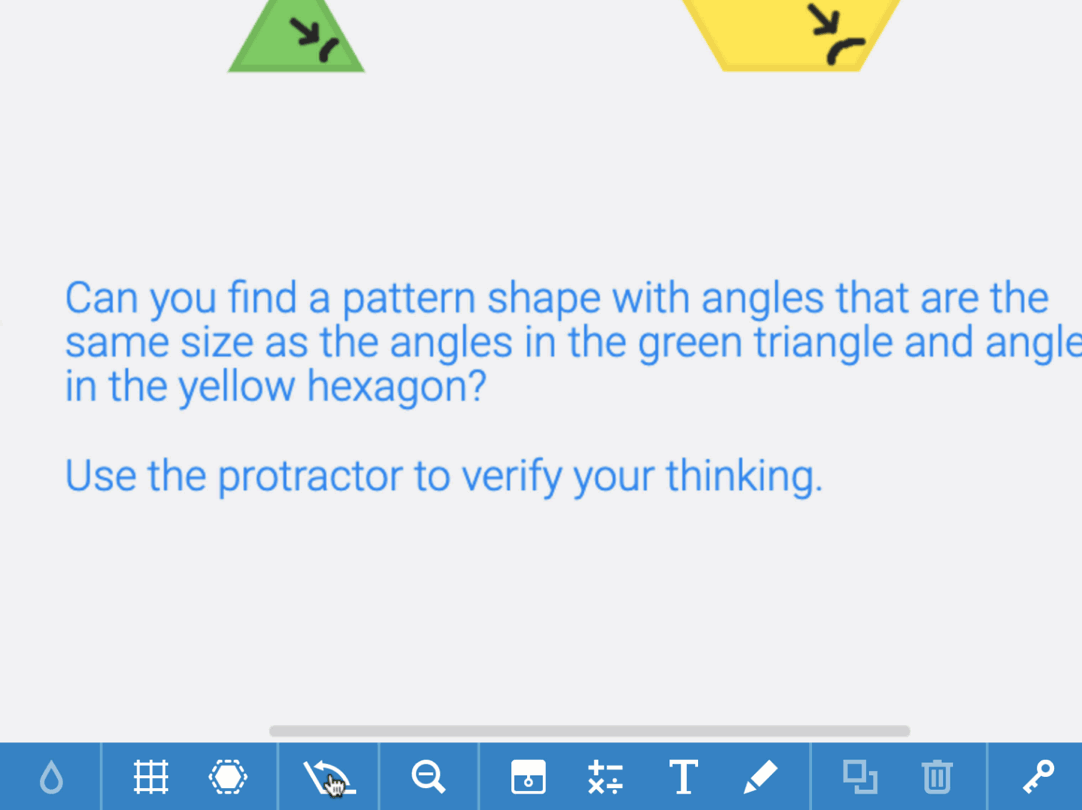 Can you find a pattern shape with angles that are the
same size as the angles in the green triangle and angle
in the yellow hexagon?
Use the protractor to verify your thinking.
T